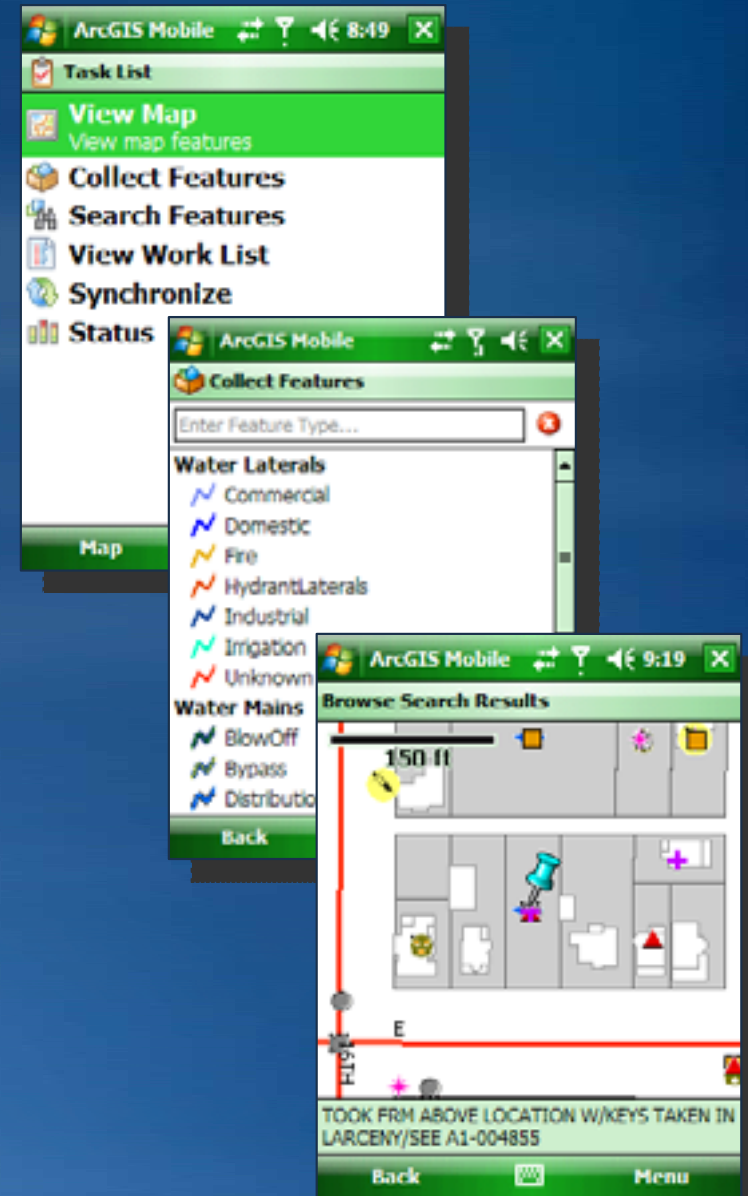 ArcGIS Mobile 8:49
Task List
View Map
View map features
Collect Features
Search Features
View Work List
Synchronize
Status
Map
ArcGIS Mobile
Collect Features
Enter Feature Type...
Water Laterals
Commercial
Domestic
Fire
HydrantLaterals
Industrial
Irrigation
Unknown
Water Mains
BlowOff
Bypass
Distributio
Back
ArcGIS Mobile 9:19
Browse Search Results
150 ft
E
16TH
TOOK FRM ABOVE LOCATION W/KEYS TAKEN IN
LARCENY/SEE A1-004855
Back Menu